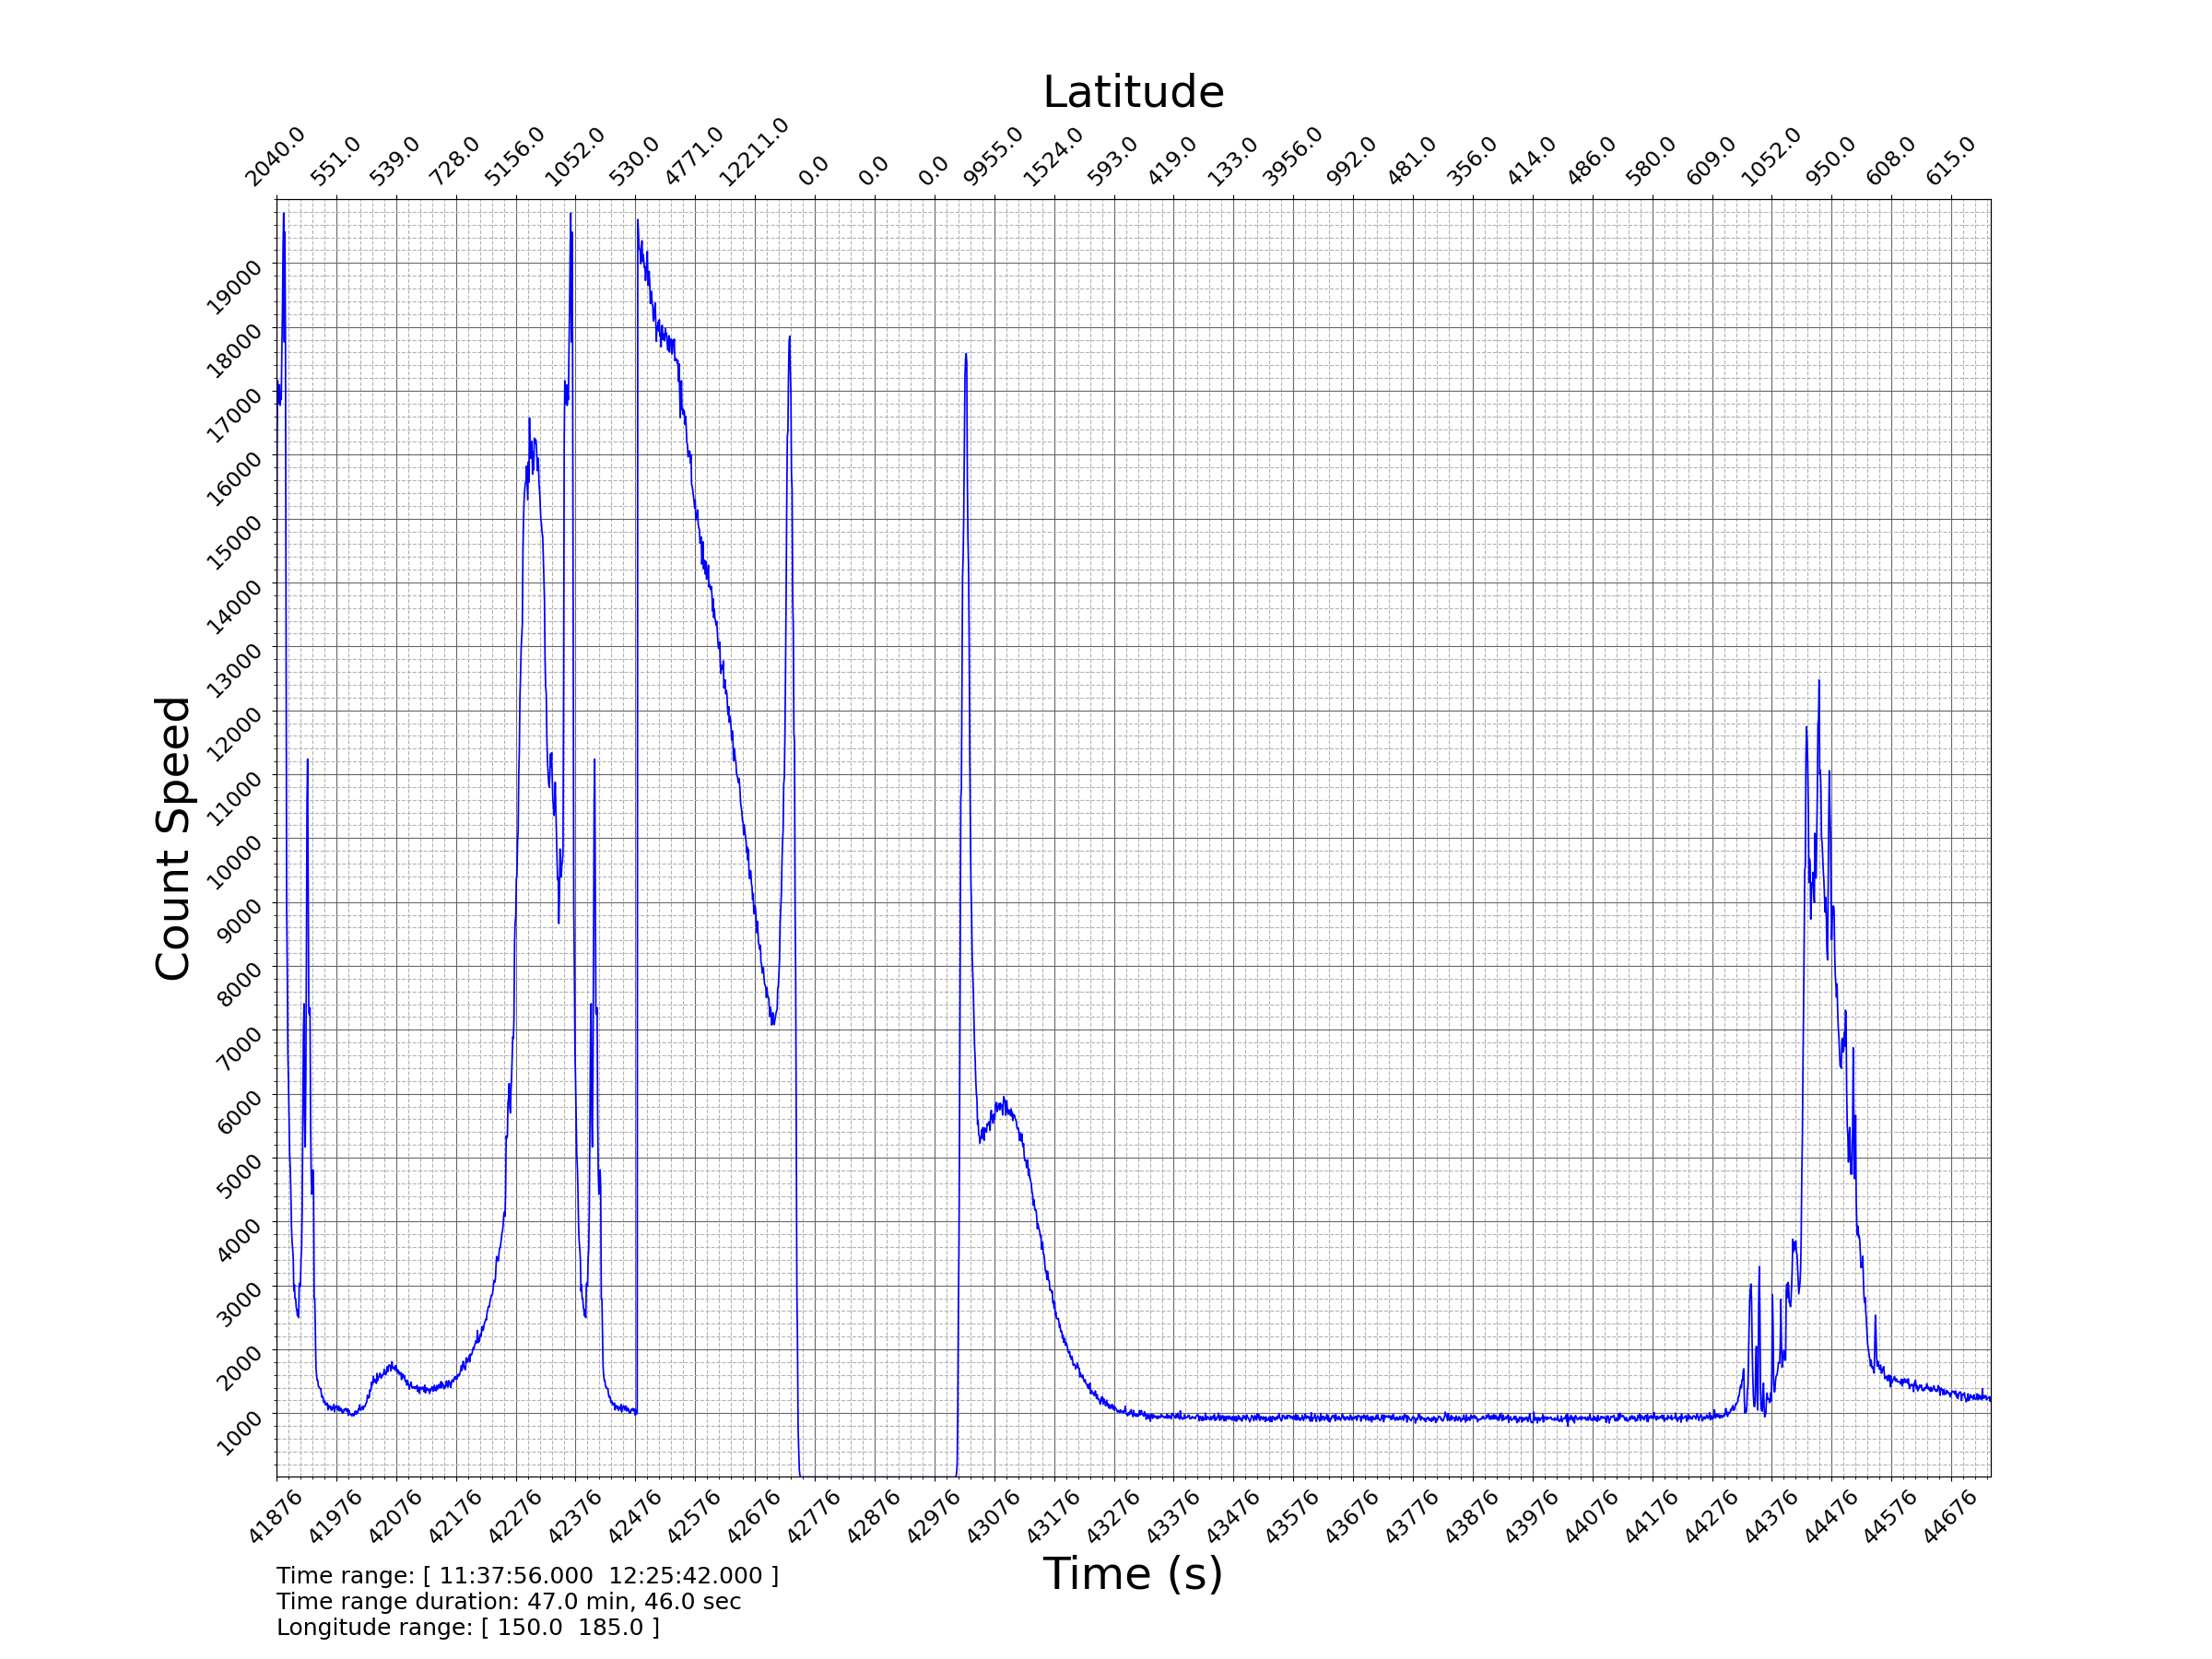 Latitude
2040.0 551.0 539.0 728.0 5156.0 1052.0 530.0 4771.0 12211.0 0.0 0.0 0.0 9955.0 1524.0 593.0 419.0 133.0 3956.0 992.0 481.0 356.0 414.0 486.0 580.0 609.0 1052.0 950.0 608.0 615.0
19000
18000
17000
16000
15000
14000
13000
12000
11000
10000
9000
8000
7000
6000
5000
4000
3000
2000
1000
Count Speed
41876 41976 42076 42176 42276 42376 42476 42576 42676 42776 42876 42976 43076 43176 43276 43376 43476 43576 43676 43776 43876 43976 44076 44176 44276 44376 44476 44576 44676
Time (s)
Time range: [ 11:37:56.000 12:25:42.000 ]
Time range duration: 47.0 min, 46.0 sec
Longitude range: [ 150.0 185.0 ]